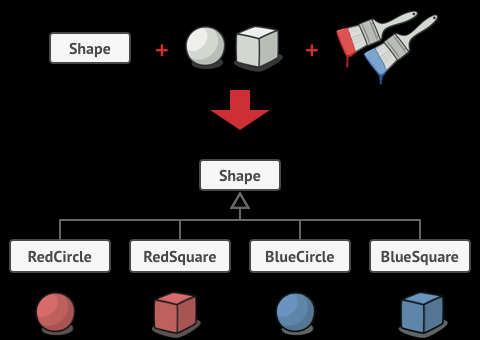 Shape
+
+
Shape
RedCircle
RedSquare
BlueCircle
BlueSquare